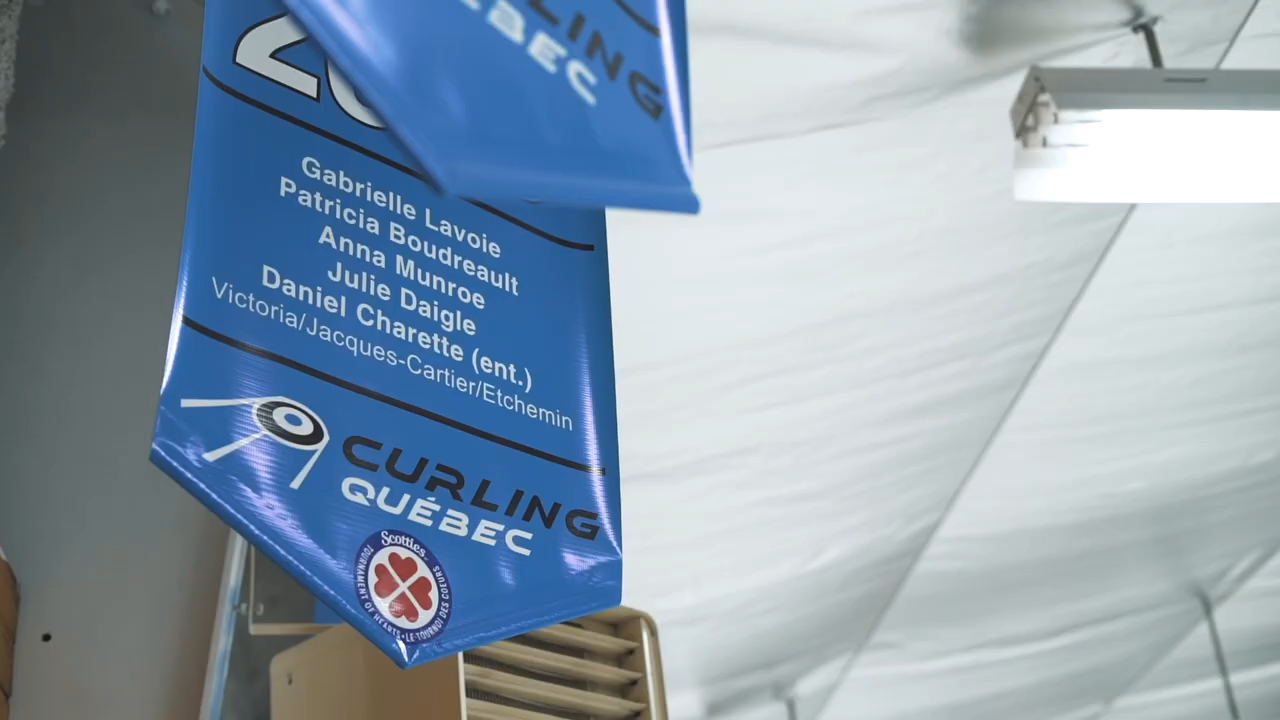 CURLING
QUÉBEC
Gabrielle Lavoie
Patricia Boudreault
Anna Munroe
Julie Daigle
Daniel Charette (ent.)
Victoria/Jacques-Cartier/Etchemin
CURLING
QUÉBEC
Scotties
TOURNAMENT OF HEARTS • LE TOURNOI DES COEURS